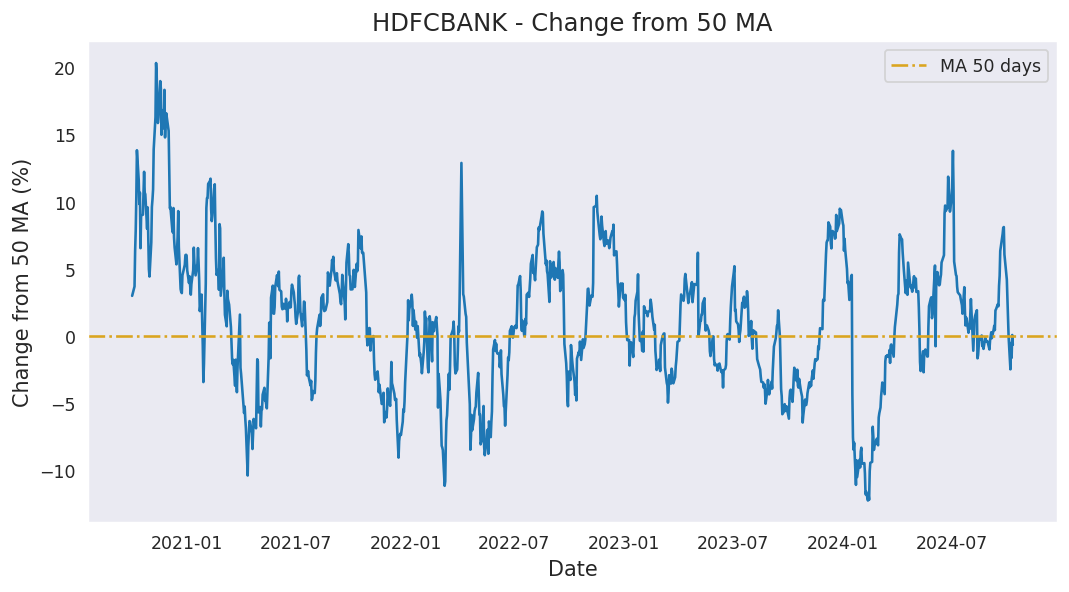 HDFCBANK - Change from 50 MA
MA 50 days
Change from 50 MA (%)
20
15
10
5
0
−5
−10
2021-01 2021-07 2022-01 2022-07 2023-01 2023-07 2024-01 2024-07
Date